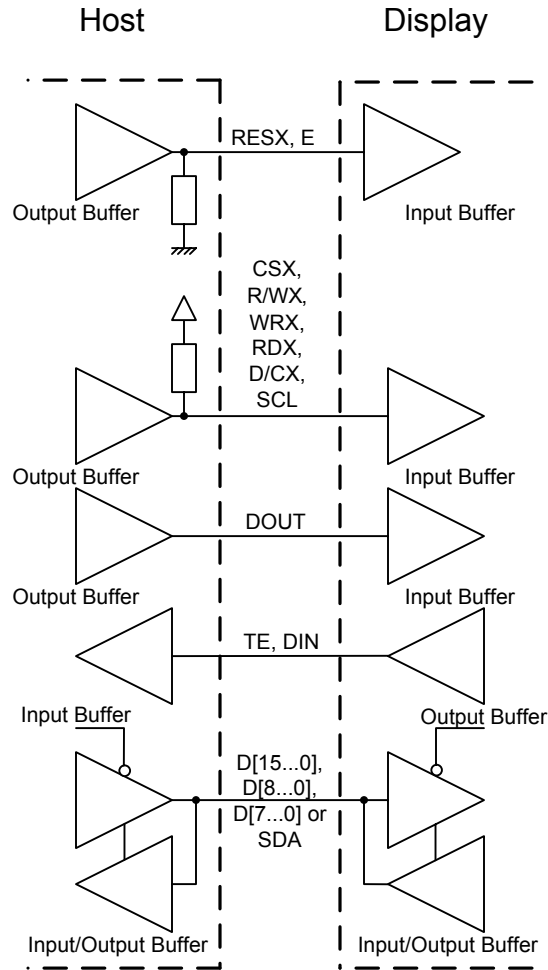 Host
Display
RESX, E
Output Buffer
Input Buffer
CSX,
R/WX,
WRX,
RDX,
D/CX,
SCL
Output Buffer
Input Buffer
DOUT
Output Buffer
Input Buffer
TE, DIN
Input Buffer
Output Buffer
D[15...0],
D[8...0],
D[7...0] or
SDA
Input/Output Buffer
Input/Output Buffer